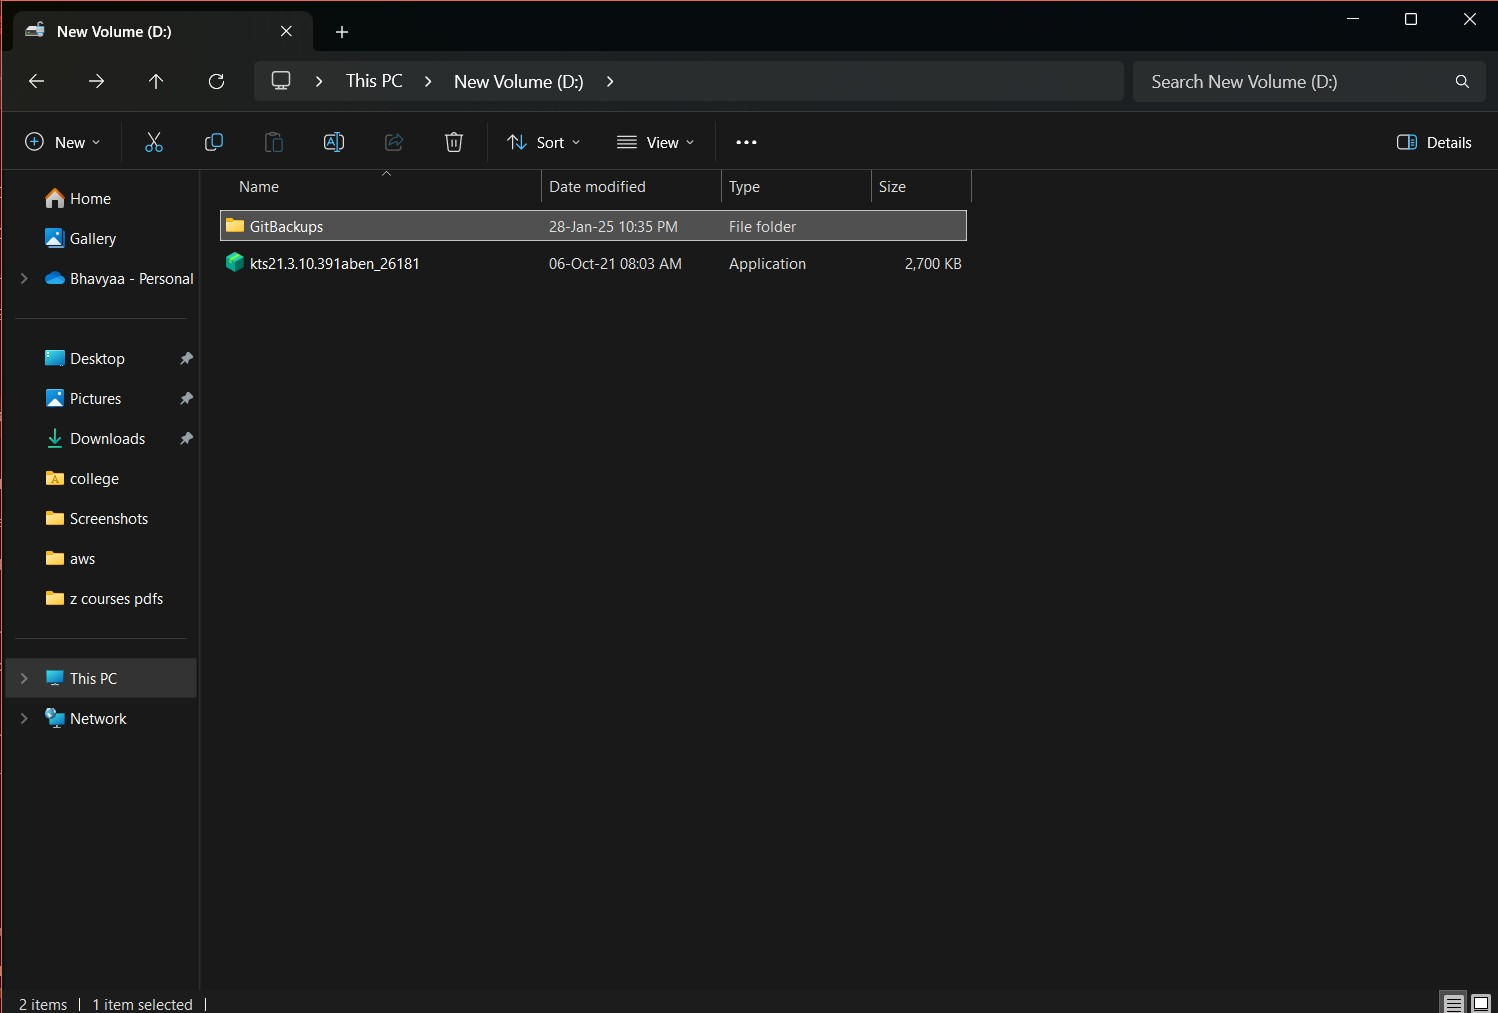 New Volume (D:)
This PC
New Volume (D:)
Search New Volume (D:)
New
Sort
View
Details
Name Date modified Type Size
GitBackups 28-Jan-25 10:35 PM File folder
kts21.3.10.391aben_26181 06-Oct-21 08:03 AM Application 2,700 KB
Home
Gallery
Bhavyaa - Personal
Desktop
Pictures
Downloads
college
Screenshots
aws
z courses pdfs
This PC
Network
2 items 1 item selected